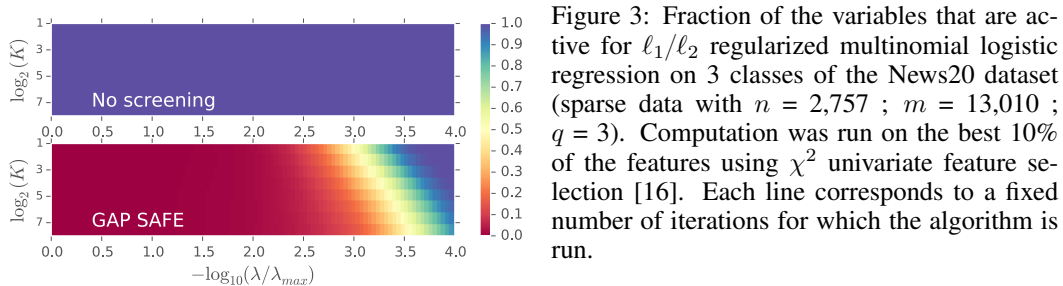 1
3
5
7
log₂(K)
No screening
0.0 0.5 1.0 1.5 2.0 2.5 3.0 3.5 4.0
1
3
5
7
log₂(K)
GAP SAFE
0.0 0.5 1.0 1.5 2.0 2.5 3.0 3.5 4.0
−log₁₀(λ/λₘₐₓ)
1.0
0.9
0.8
0.7
0.6
0.5
0.4
0.3
0.2
0.1
0.0
Figure 3: Fraction of the variables that are ac-
tive for ℓ₁/ℓ₂ regularized multinomial logistic
regression on 3 classes of the News20 dataset
(sparse data with n = 2,757 ; m = 13,010 ;
q = 3). Computation was run on the best 10%
of the features using χ² univariate feature se-
lection [16]. Each line corresponds to a fixed
number of iterations for which the algorithm is
run.